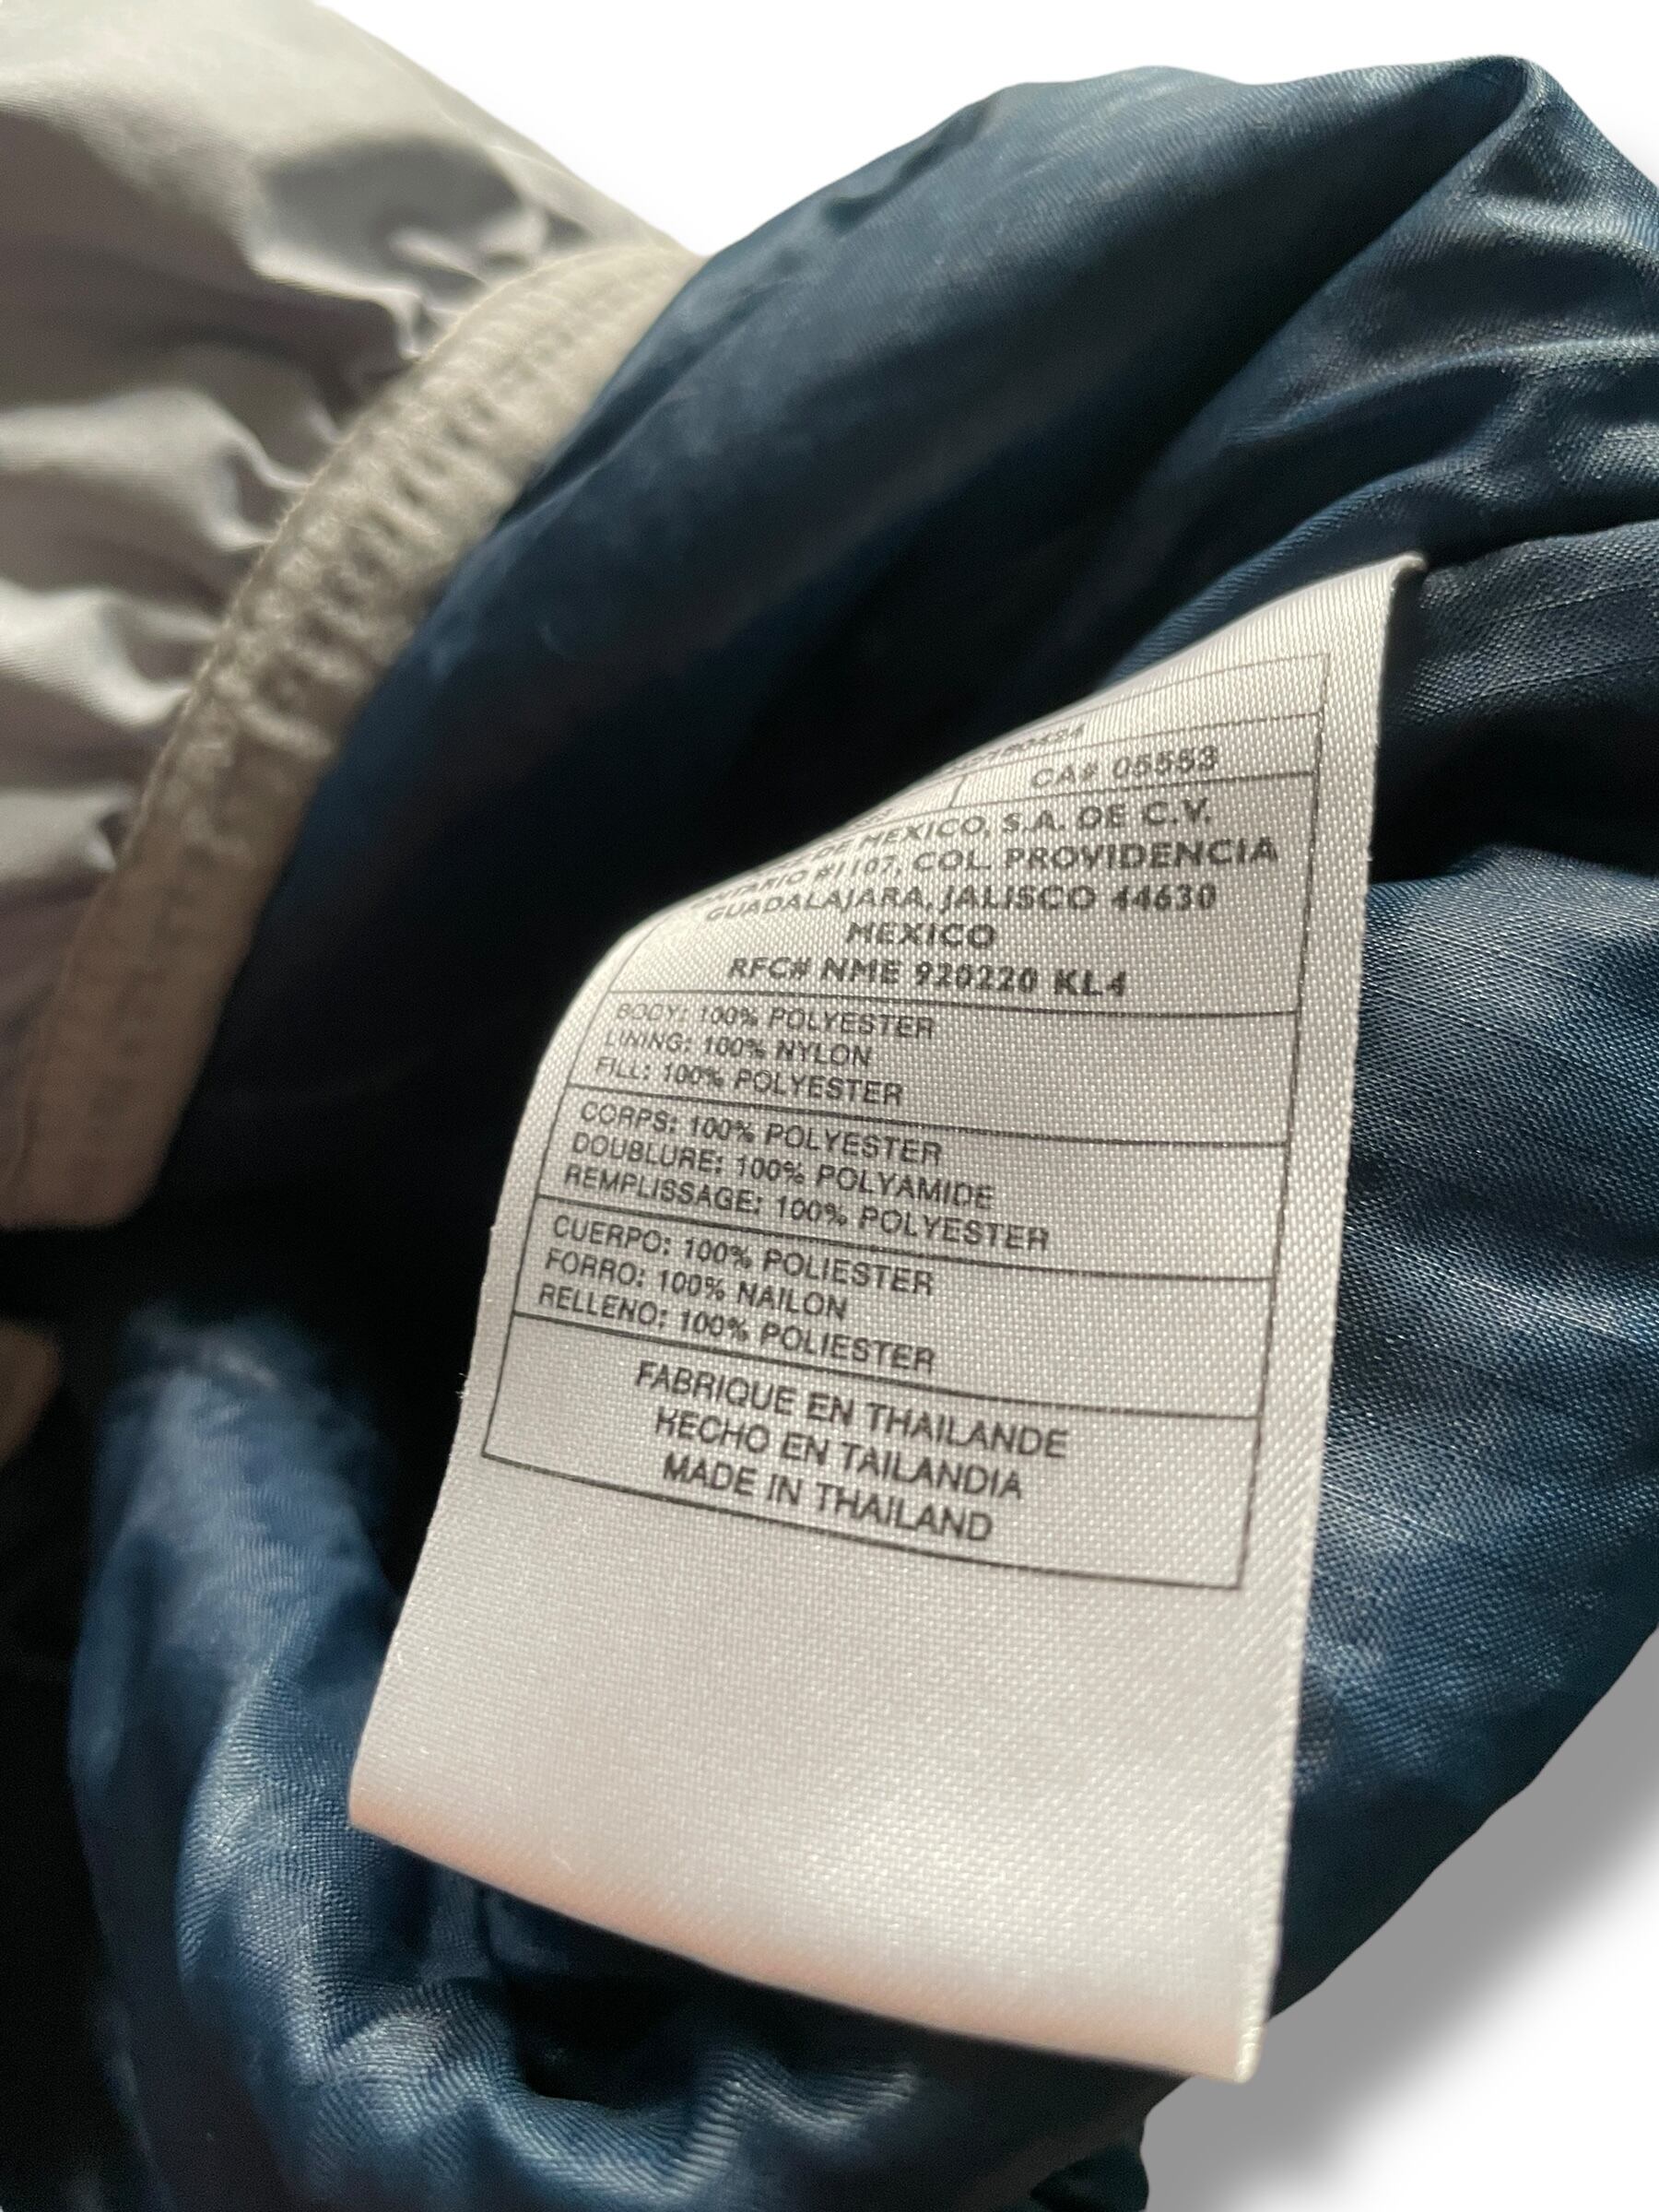 CA# 05553
DE MEXICO, S.A. DE C.V.
#1107, COL. PROVIDENCIA
GUADALAJARA, JALISCO 44630
MEXICO
RFC# NME 920220 KL4
BODY: 100% POLYESTER
LINING: 100% NYLON
FILL: 100% POLYESTER
CORPS: 100% POLYESTER
DOUBLURE: 100% POLYAMIDE
REMPLISSAGE: 100% POLYESTER
CUERPO: 100% POLIESTER
FORRO: 100% NAILON
RELLENO: 100% POLIESTER
FABRIQUE EN THAILANDE
HECHO EN TAILANDIA
MADE IN THAILAND